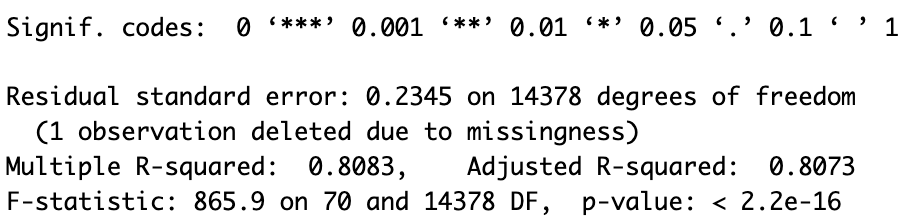 Signif. codes:  0 ‘***’ 0.001 ‘**’ 0.01 ‘*’ 0.05 ‘.’ 0.1 ‘ ’ 1
Residual standard error: 0.2345 on 14378 degrees of freedom
  (1 observation deleted due to missingness)
Multiple R-squared:  0.8083,    Adjusted R-squared:  0.8073
F-statistic: 865.9 on 70 and 14378 DF,  p-value: < 2.2e-16